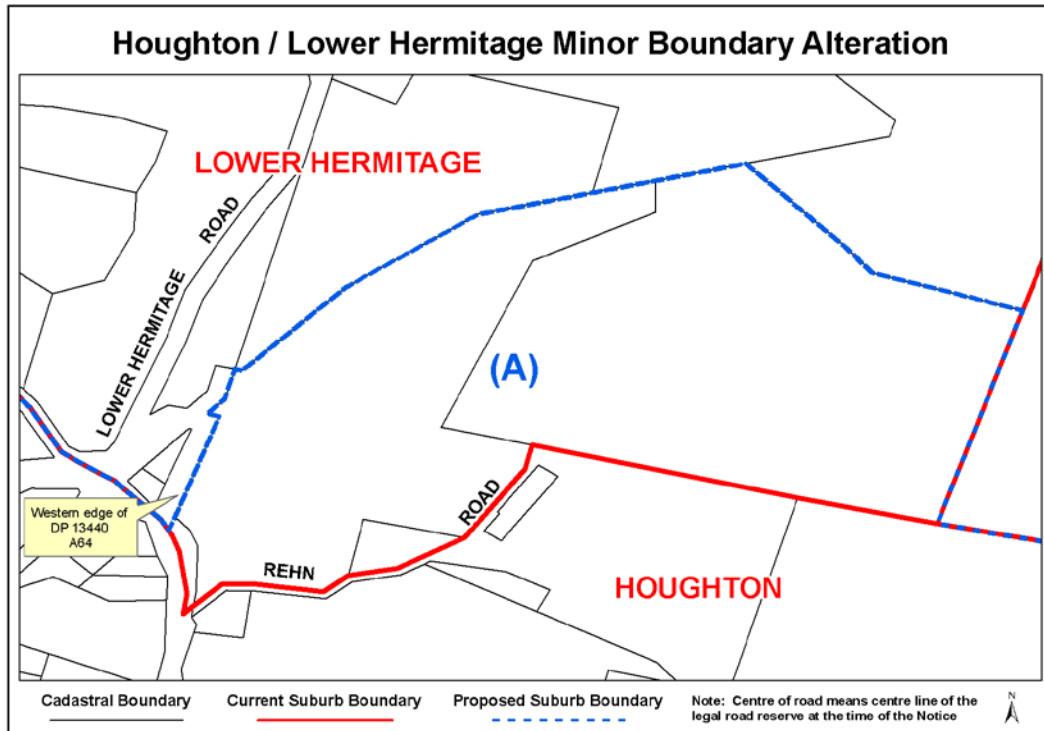 Houghton / Lower Hermitage Minor Boundary Alteration
LOWER HERMITAGE
LOWER HERMITAGE ROAD
(A)
Western edge of
DP 13440
A64
REHN ROAD
HOUGHTON
Cadastral Boundary
Current Suburb Boundary
Proposed Suburb Boundary
Note: Centre of road means centre line of the
legal road reserve at the time of the Notice
N